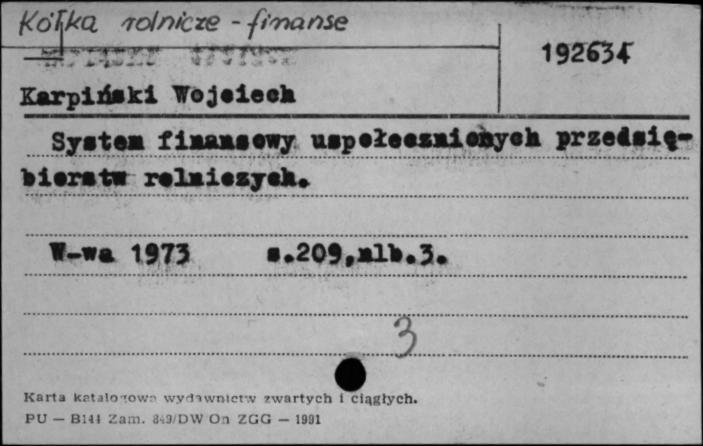 Kółka rolnicze - finanse
192634
Karpiński Wojciech
System finansowy uspołecznionych przedsię-
biorstw rolniczych.
W-wa 1973 s.209,nlb.3.
3
Karta katalogowa wydawnictw zwartych i ciągłych.
PU — B144 Zam. 849/DW On ZGG — 1991